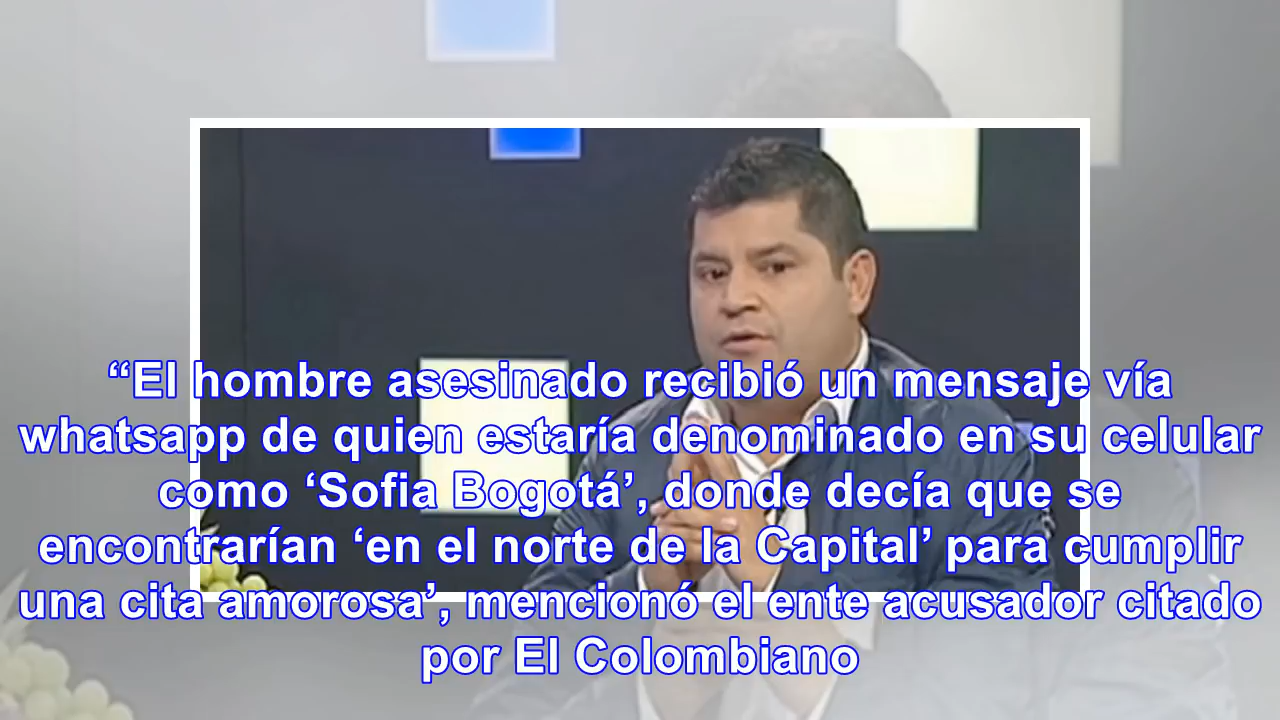 “El hombre asesinado recibió un mensaje vía
whatsapp de quien estaría denominado en su celular
como ‘Sofia Bogotá’, donde decía que se
encontrarían ‘en el norte de la Capital’ para cumplir
una cita amorosa’, mencionó el ente acusador citado
por El Colombiano